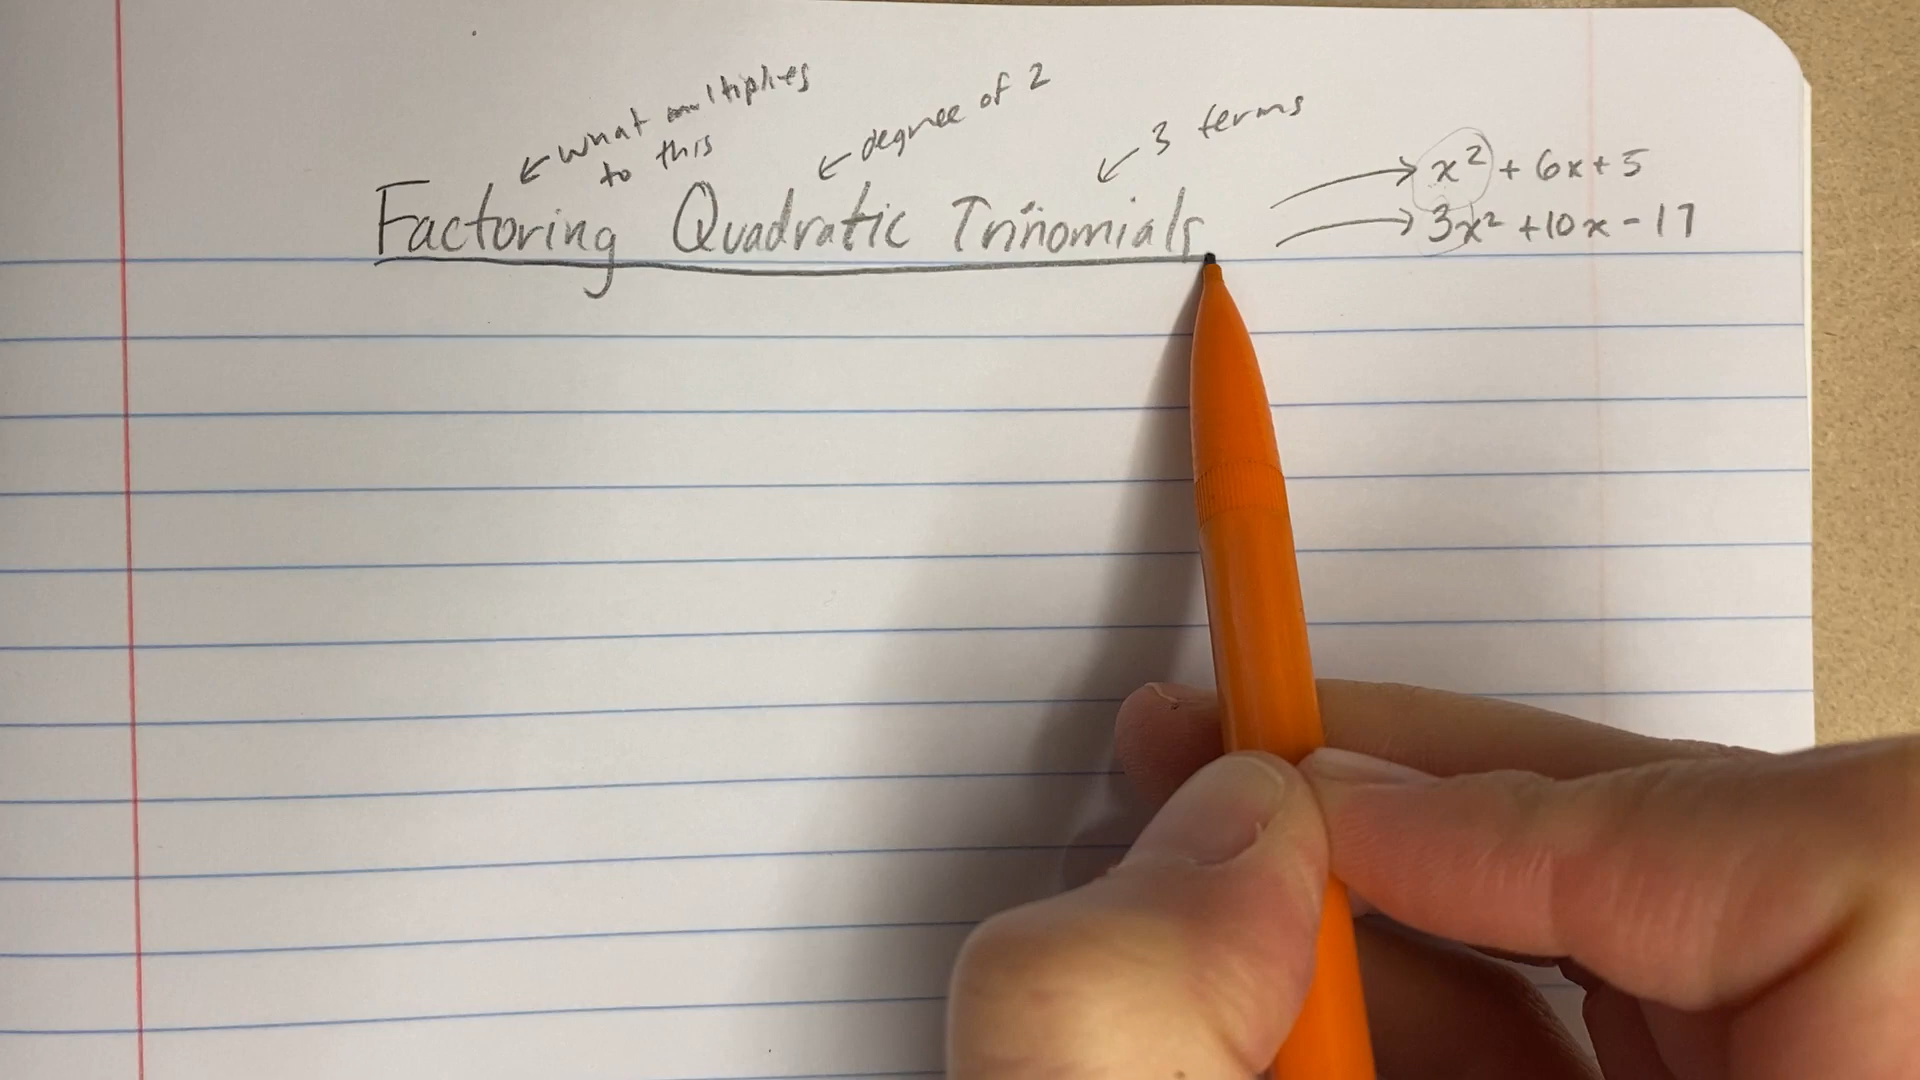 what multiplies
to this
degree of 2
3 terms
Factoring Quadratic Trinomials
x² + 6x + 5
3x² + 10x - 17